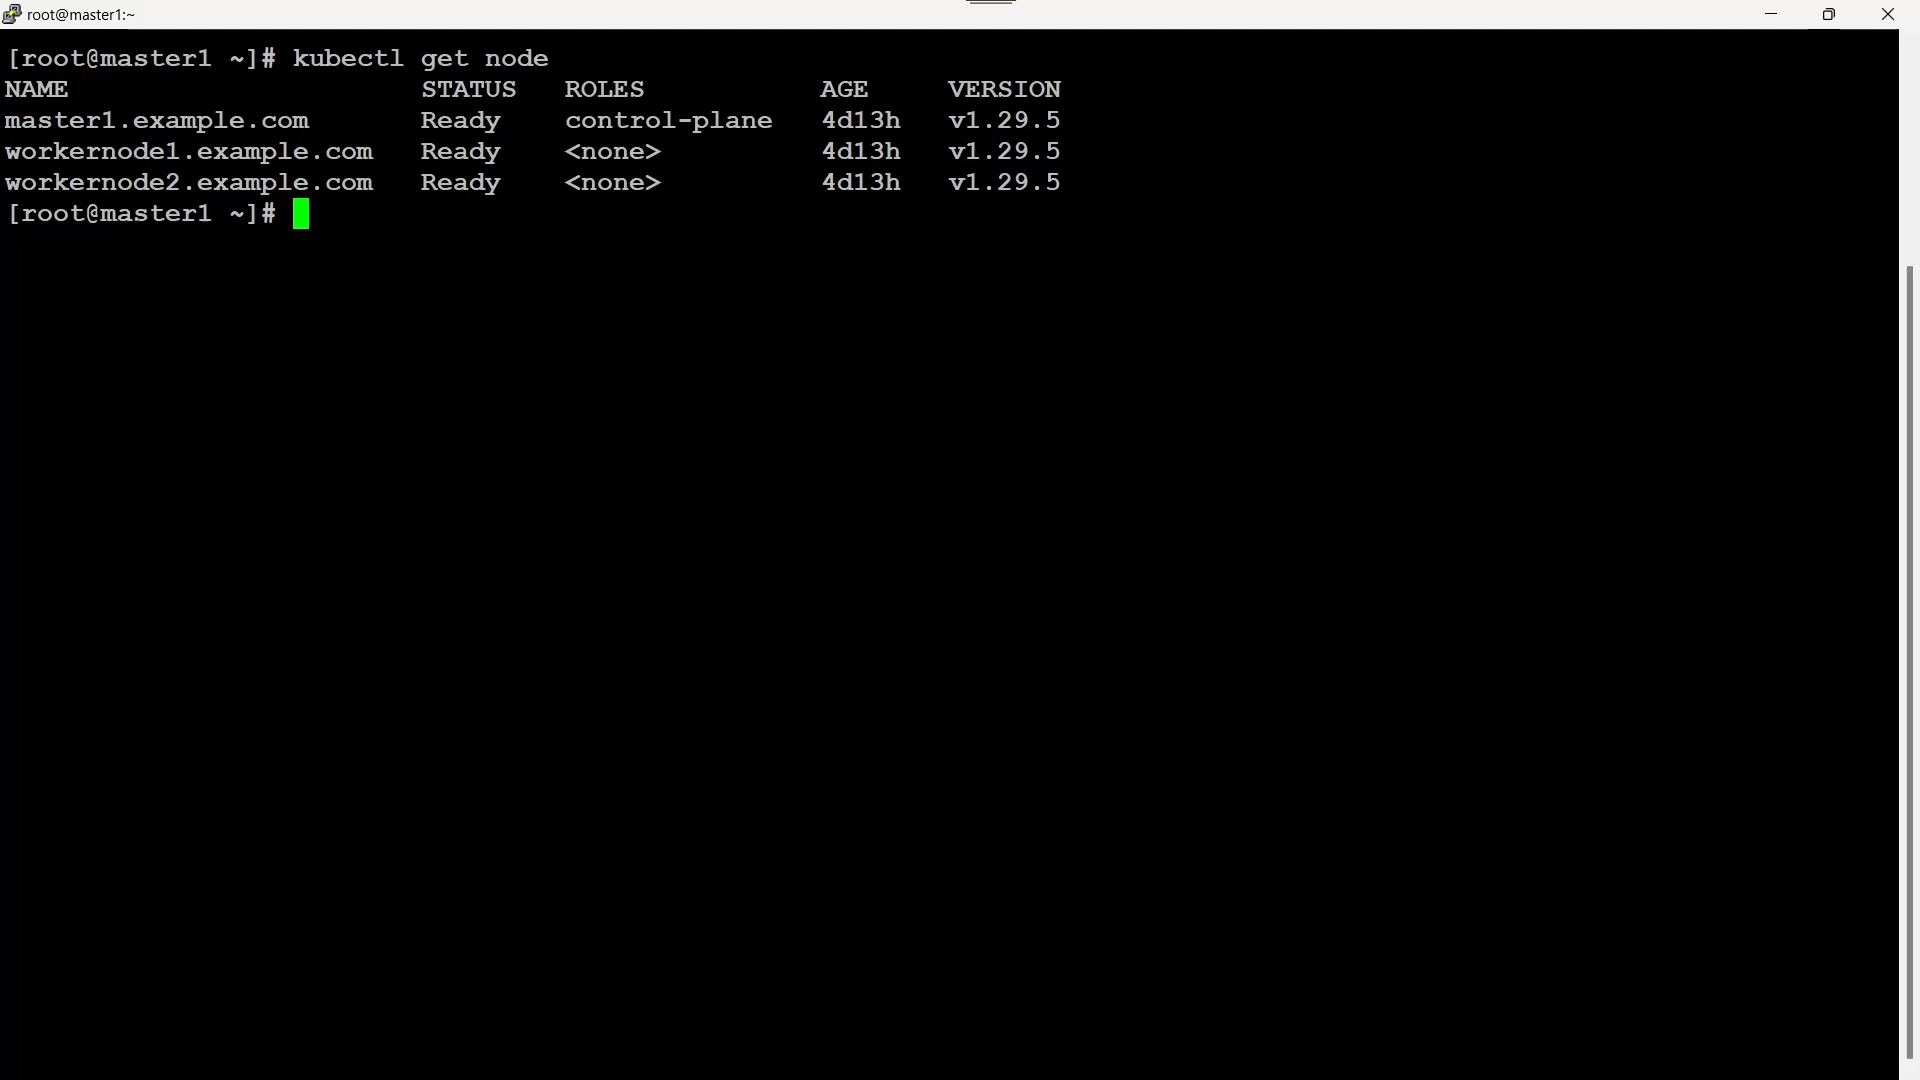 root@master1:~
[root@master1 ~]# kubectl get node
NAME                      STATUS   ROLES           AGE     VERSION
master1.example.com       Ready    control-plane   4d13h   v1.29.5
workernode1.example.com   Ready    <none>          4d13h   v1.29.5
workernode2.example.com   Ready    <none>          4d13h   v1.29.5
[root@master1 ~]#